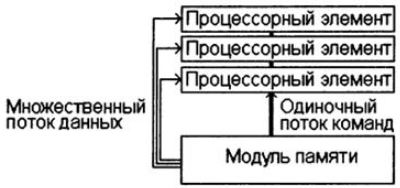 Процессорный элемент
Процессорный элемент
Процессорный элемент
Множественный
поток данных
Одиночный
поток команд
Модуль памяти